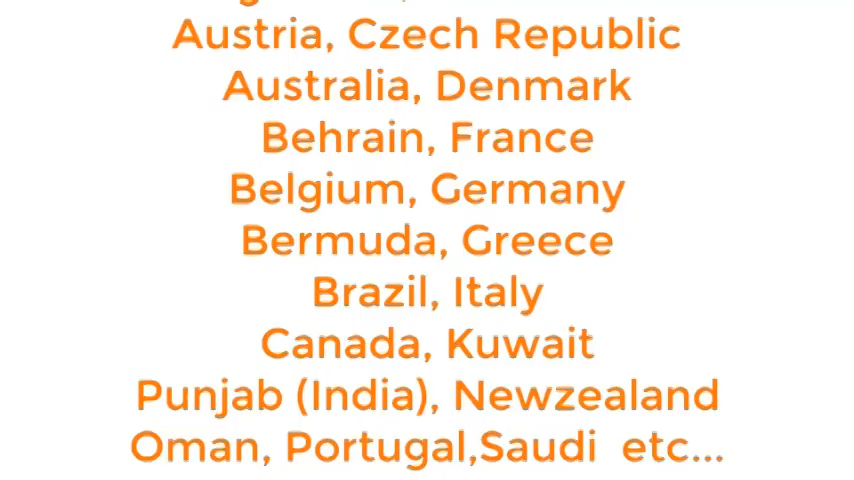 Austria, Czech Republic
Australia, Denmark
Behrain, France
Belgium, Germany
Bermuda, Greece
Brazil, Italy
Canada, Kuwait
Punjab (India), Newzealand
Oman, Portugal,Saudi etc...